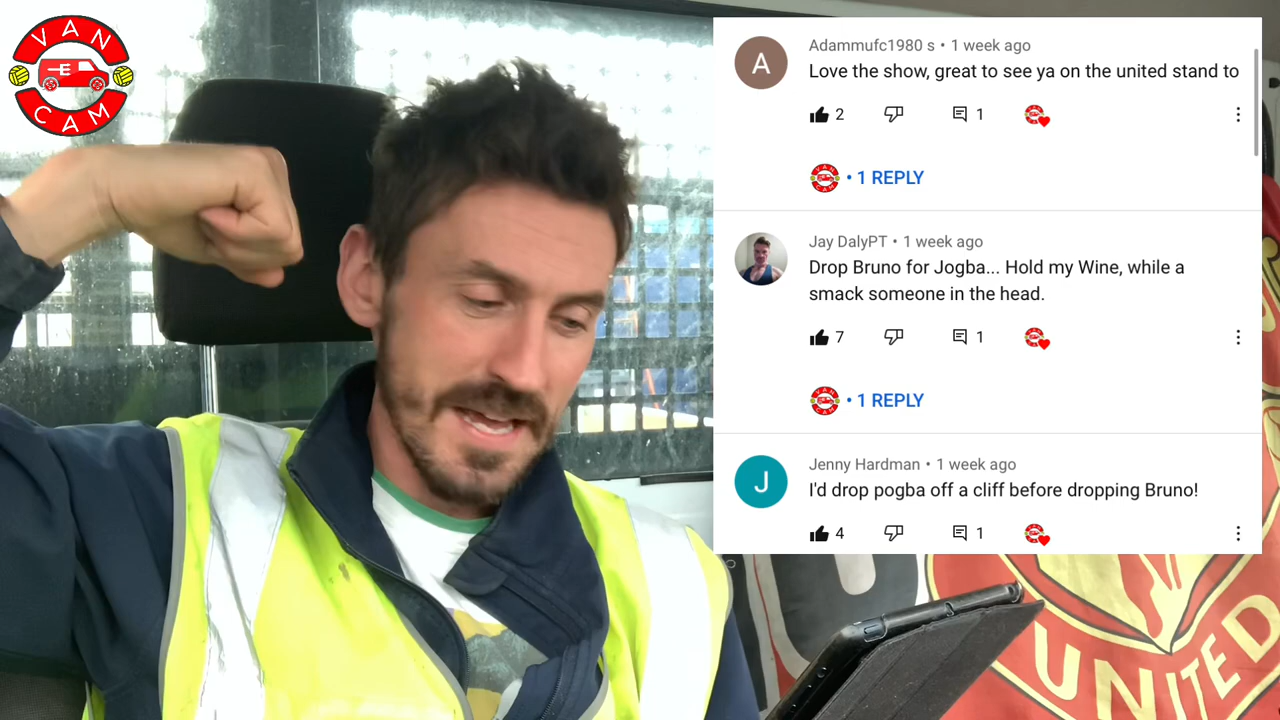 VAN
E
CAM
A
Adammufc1980 s • 1 week ago
Love the show, great to see ya on the united stand to
2
1
• 1 REPLY
Jay DalyPT • 1 week ago
Drop Bruno for Jogba... Hold my Wine, while a
smack someone in the head.
7
1
• 1 REPLY
J
Jenny Hardman • 1 week ago
I'd drop pogba off a cliff before dropping Bruno!
4
1
UNITED